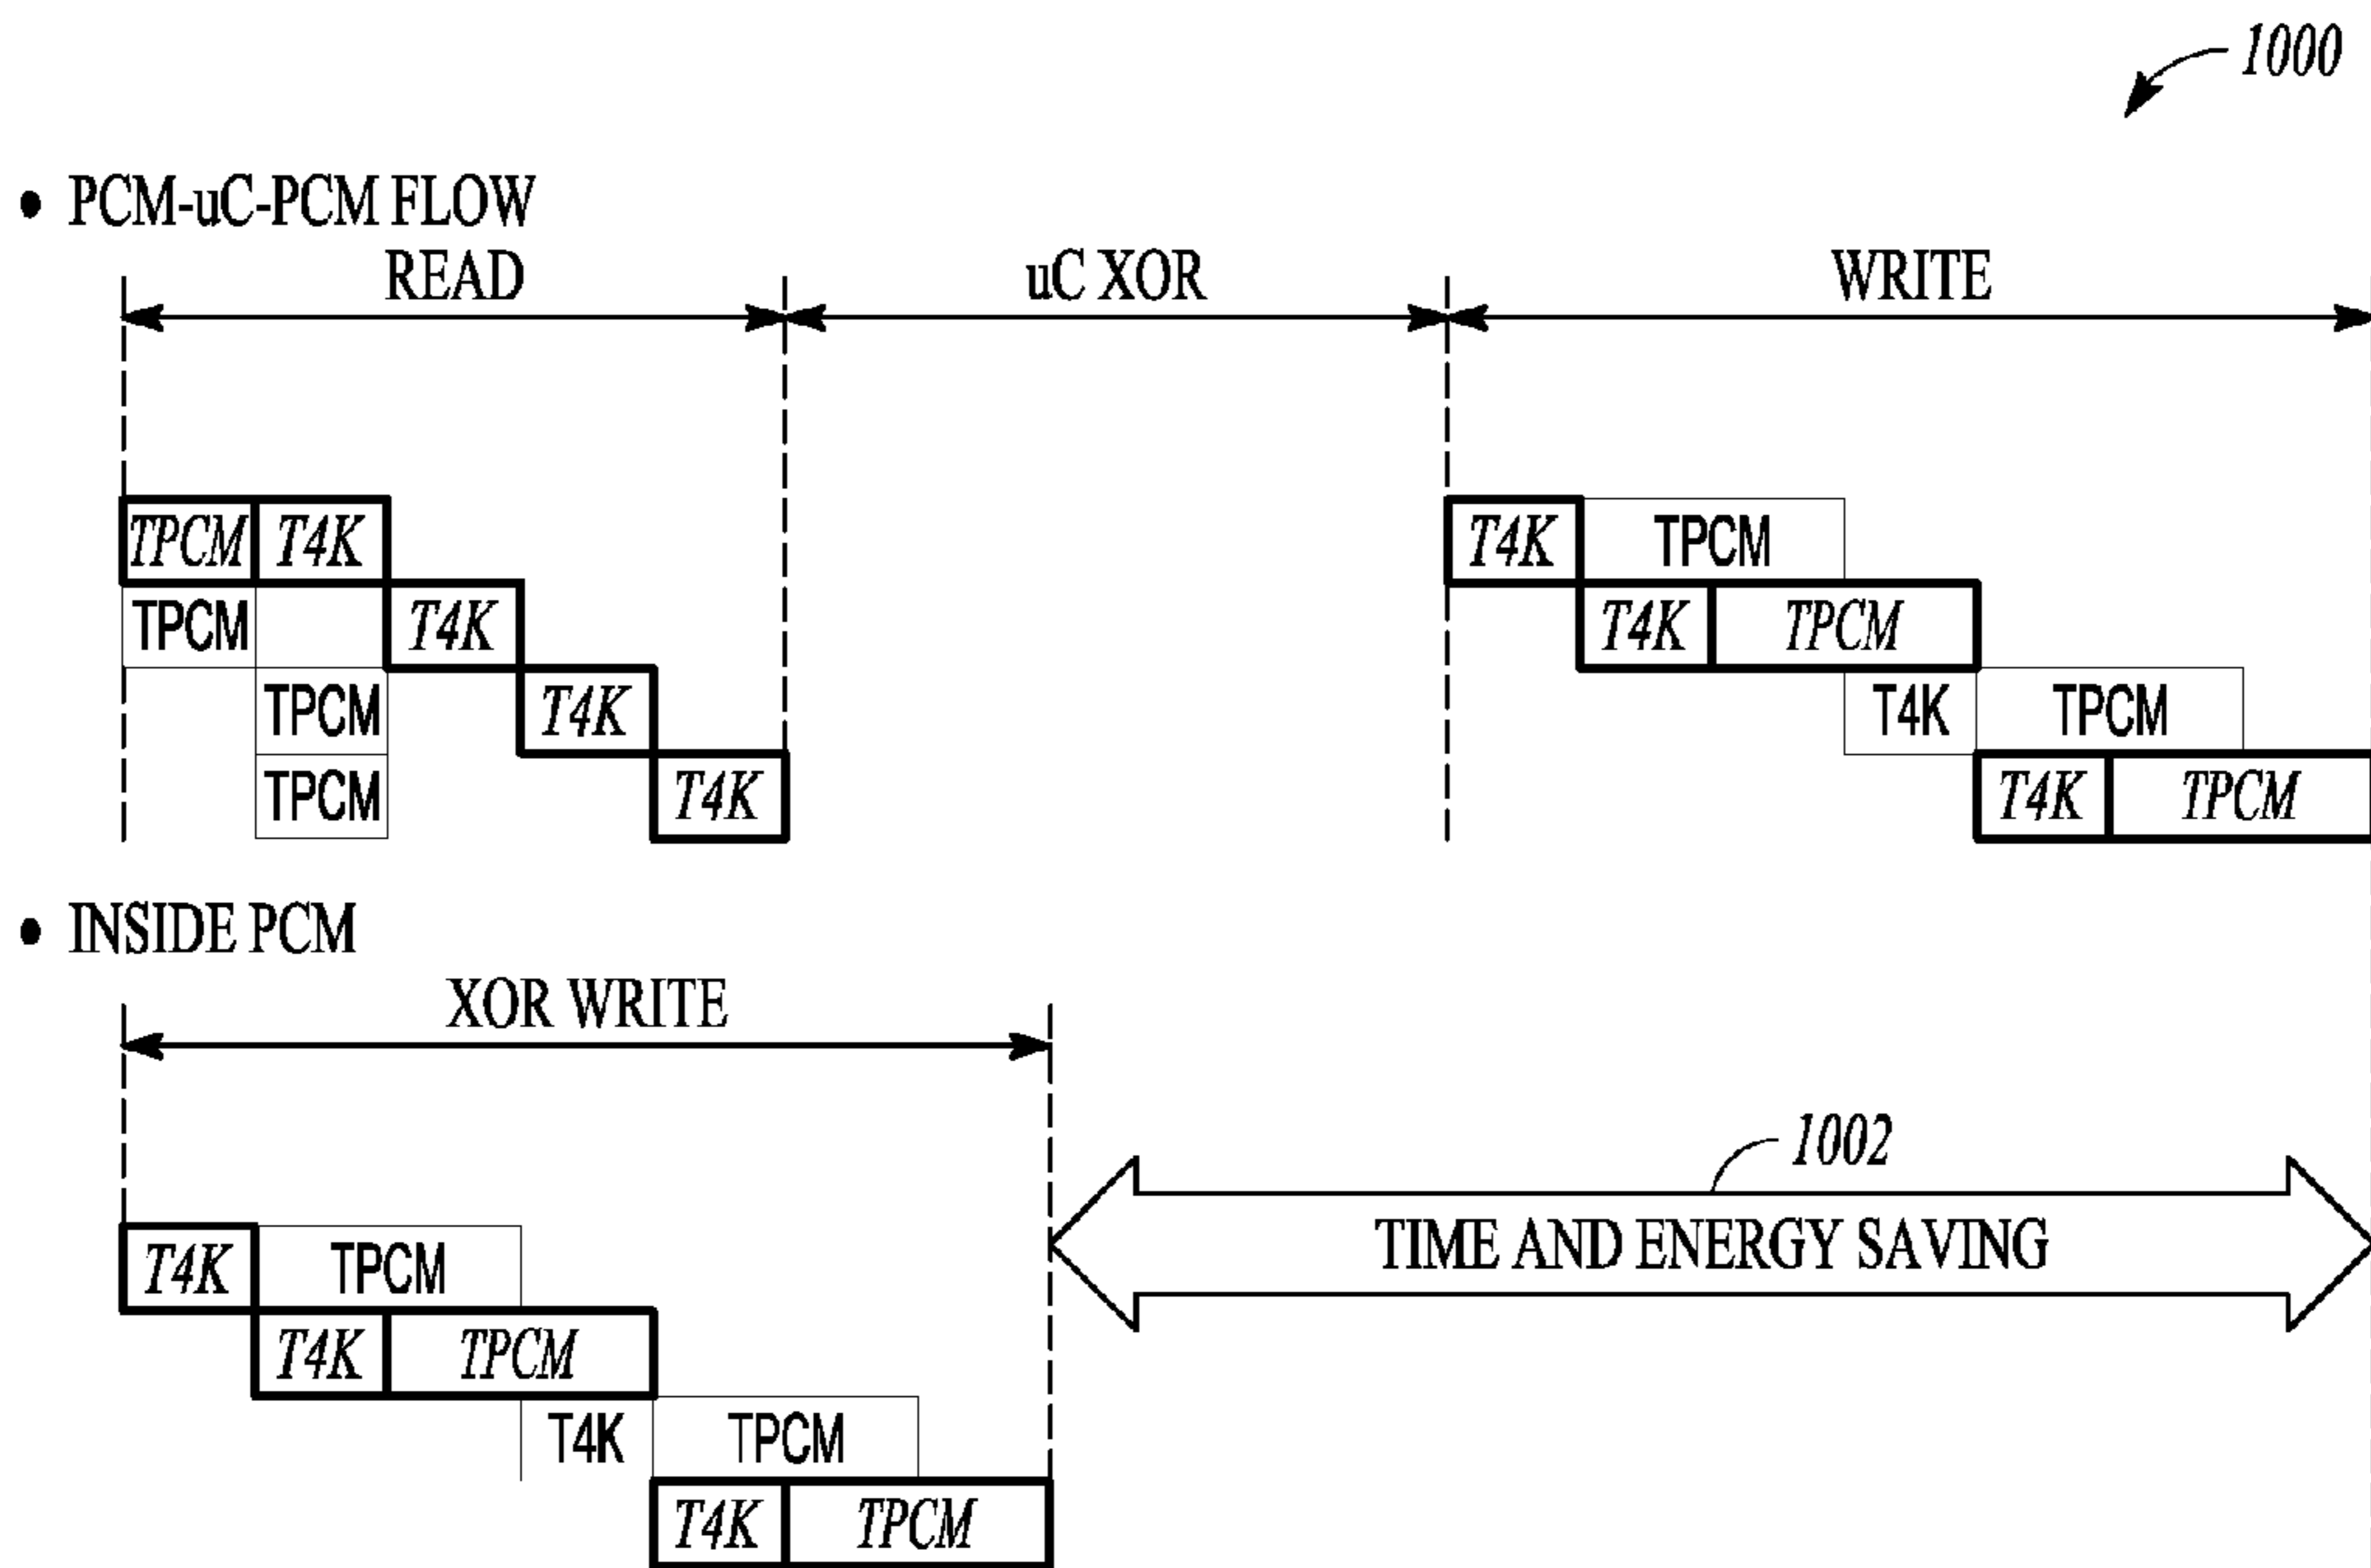 1000
• PCM-uC-PCM FLOW
READ uC XOR WRITE
TPCM T4K T4K TPCM
TPCM T4K T4K TPCM
TPCM T4K T4K TPCM
TPCM T4K T4K TPCM
• INSIDE PCM
XOR WRITE
1002
T4K TPCM TIME AND ENERGY SAVING
T4K TPCM
T4K TPCM
T4K TPCM